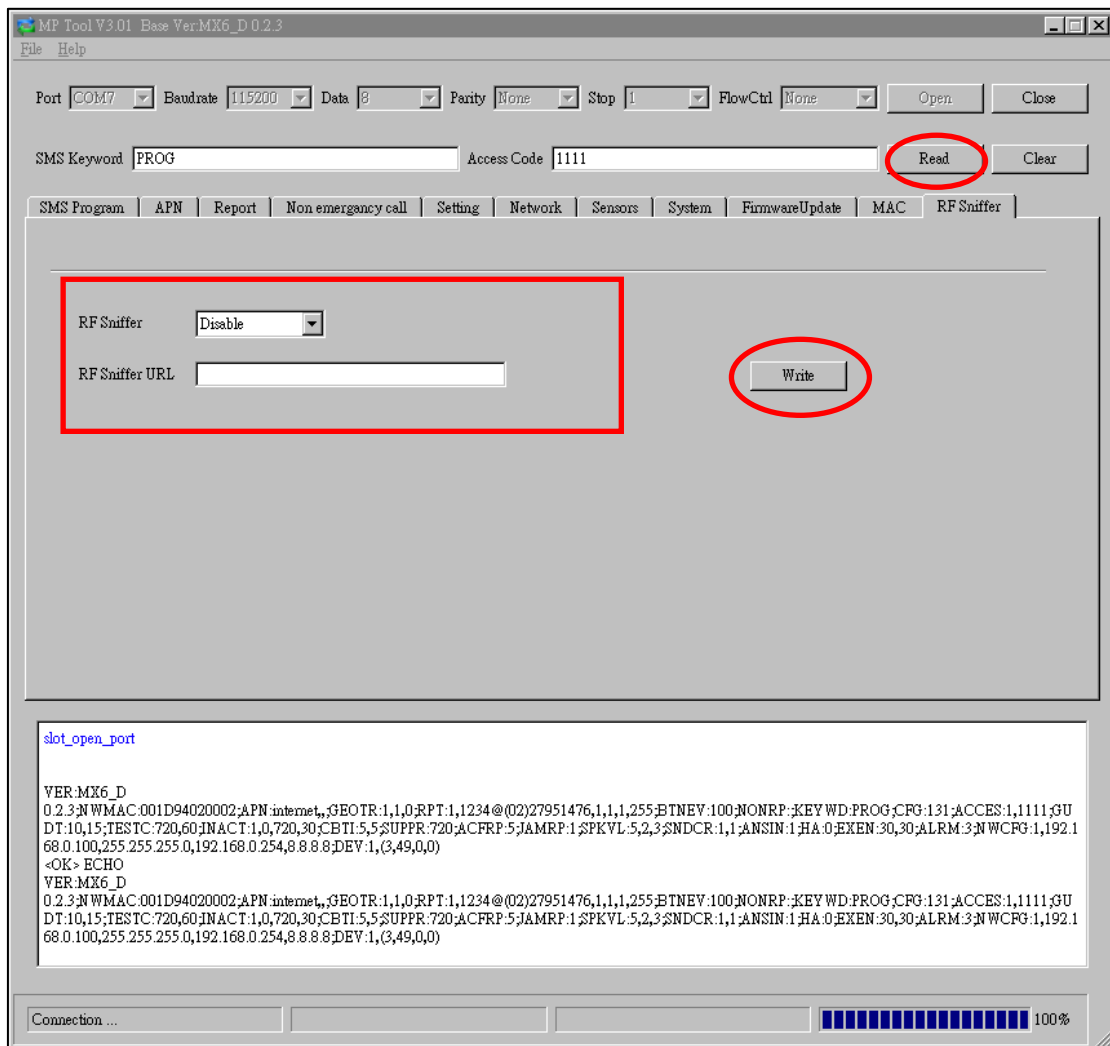 MP Tool V3.01 Base Ver:MX6_D 0.2.3
File Help
Port COM7 Baudrate 115200 Data 8 Parity None Stop 1 FlowCtrl None Open Close
SMS Keyword PROG Access Code 1111 Read Clear
SMS Program APN Report Non emergancy call Setting Network Sensors System FirmwareUpdate MAC RF Sniffer
RF Sniffer Disable
RF Sniffer URL
Write
slot_open_port
VER:MX6_D
0.2.3;NWMAC:001D94020002;APN:internet,,;GEOTR:1,1,0;RPT:1,1234@(02)27951476,1,1,1,255;BTNEV:100;NONRP:;KEYWD:PROG;CFG:131;ACCES:1,1111;GU
DT:10,15;TESTC:720,60;INACT:1,0,720,30;CBTI:5,5;SUPPR:720;ACFRP:5;JAMRP:1;SPKVL:5,2,3;SNDCR:1,1;ANSIN:1;HA:0;EXEN:30,30;ALRM:3;NWCFG:1,192.1
68.0.100,255.255.255.0,192.168.0.254,8.8.8.8;DEV:1,(3,49,0,0)
<OK> ECHO
VER:MX6_D
0.2.3;NWMAC:001D94020002;APN:internet,,;GEOTR:1,1,0;RPT:1,1234@(02)27951476,1,1,1,255;BTNEV:100;NONRP:;KEYWD:PROG;CFG:131;ACCES:1,1111;GU
DT:10,15;TESTC:720,60;INACT:1,0,720,30;CBTI:5,5;SUPPR:720;ACFRP:5;JAMRP:1;SPKVL:5,2,3;SNDCR:1,1;ANSIN:1;HA:0;EXEN:30,30;ALRM:3;NWCFG:1,192.1
68.0.100,255.255.255.0,192.168.0.254,8.8.8.8;DEV:1,(3,49,0,0)
Connection ... 100%